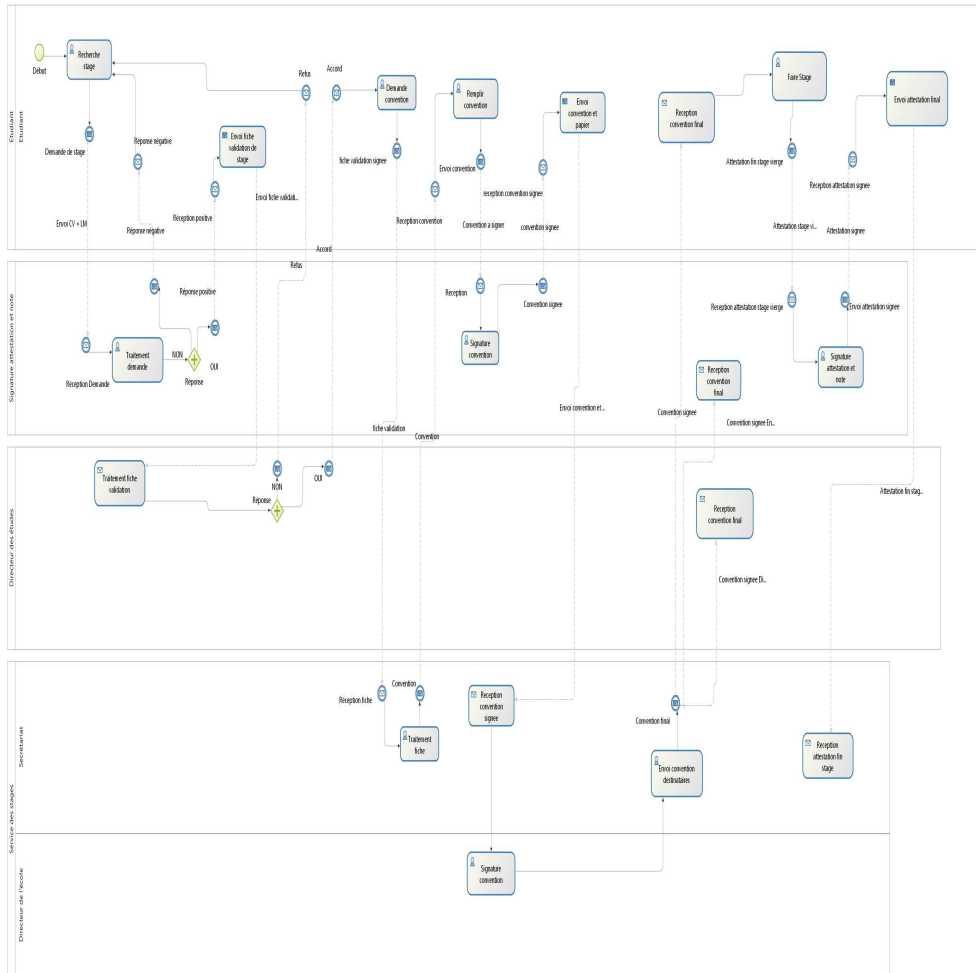 Etudiant
Etudiant
Début
Recherche
stage
Demande de stage
Envoi CV + LM
Réponse négative
Réponse négative
Réception positive
Envoi fiche
validation de
stage
Envoi fiche validati...
Refus
Accord
Accord
Refus
Demande
convention
fiche validation signee
Reception convention
Remplir
convention
Envoi convention
Convention a signer
reception convention signee
convention signee
Envoi
convention et
papier
Reception
convention final
Faire Stage
Attestation fin stage vierge
Attestation stage vi...
Reception attestation signee
Attestation signee
Envoi attestation final
Signature attestation et note
Réception Demande
Traitement
demande
NON
OUI
Réponse
Réponse positive
fiche validation
Convention
Reception
Signature
convention
Convention signee
Envoi convention et ...
Convention signee
Reception
convention final
Convention signee En...
Reception attestation stage vierge
Envoi attestation signee
Signature
attestation et
note
Directeur des études
Traitement fiche
validation
Réponse
NON
OUI
Reception
convention final
Convention signee Di...
Attestation fin stag...
Service des stages
Secrétariat
Réception fiche
Convention
Traitement
fiche
Reception
convention
signee
Convention final
Envoi convention
destinataires
Reception
attestation fin
stage
Directeur de l'école
Signature
convention